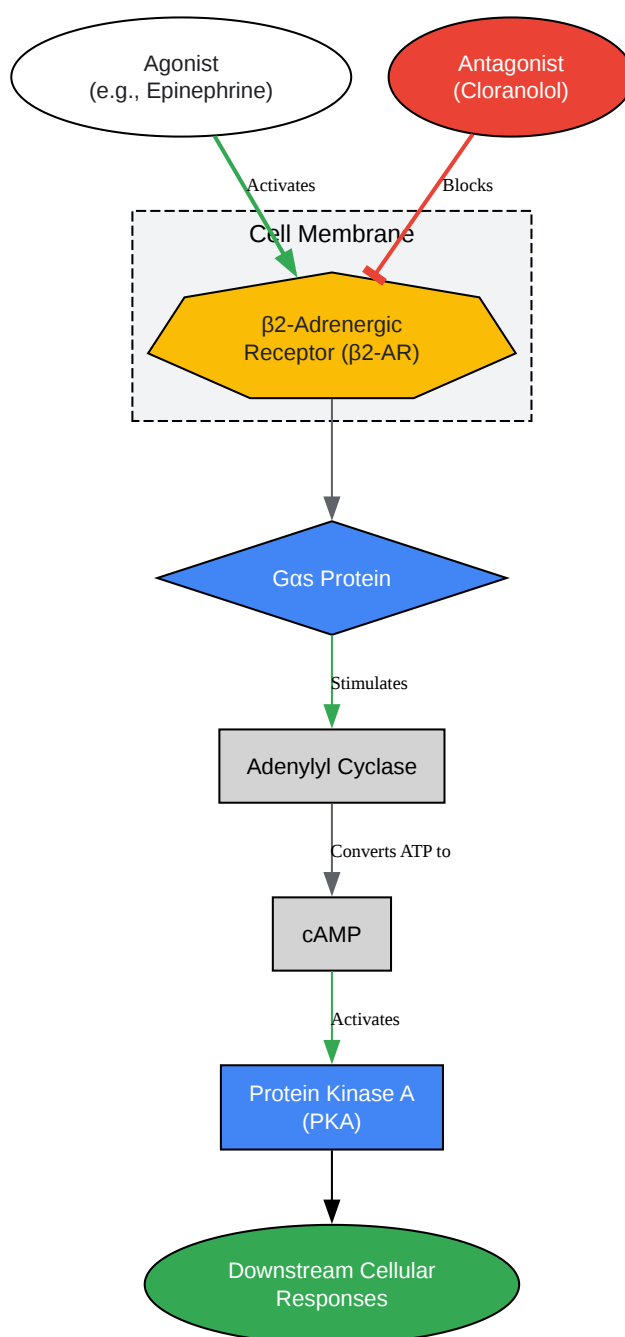 Agonist
(e.g., Epinephrine)
Antagonist
(Cloranolol)
Activates
Blocks
Cell Membrane
β2-Adrenergic
Receptor (β2-AR)
Gαs Protein
Stimulates
Adenylyl Cyclase
Converts ATP to
cAMP
Activates
Protein Kinase A
(PKA)
Downstream Cellular
Responses